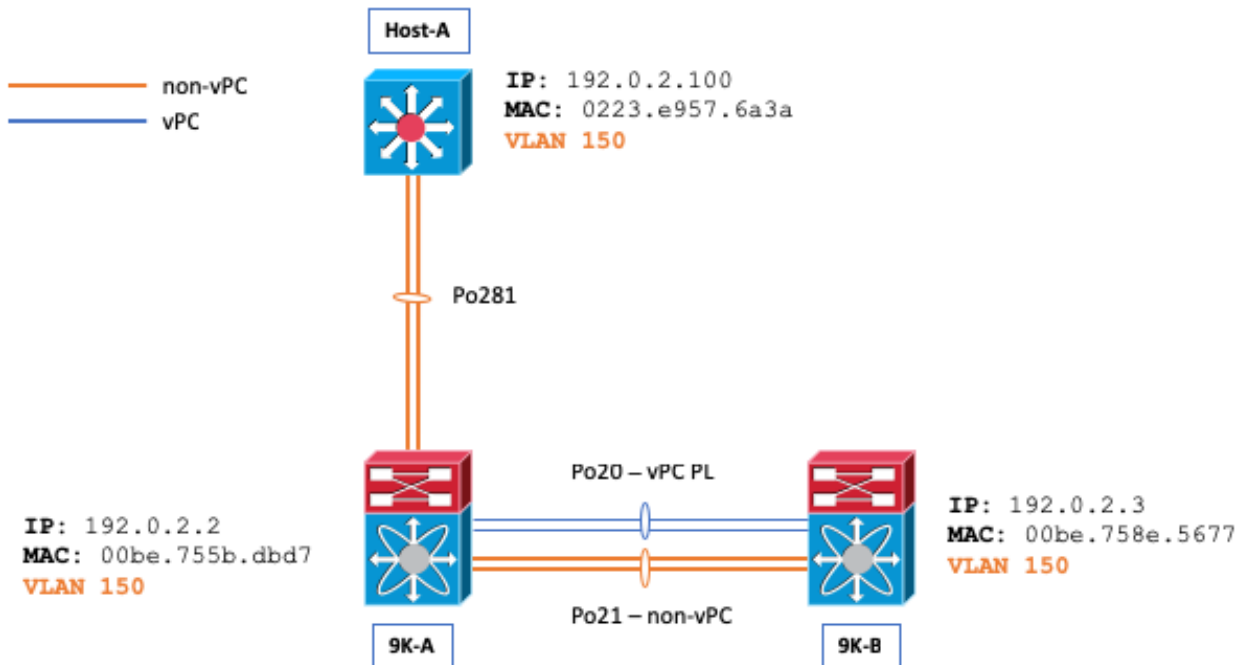 Host-A
non-vPC
vPC
IP: 192.0.2.100
MAC: 0223.e957.6a3a
VLAN 150
Po281
Po20 – vPC PL
IP: 192.0.2.2
MAC: 00be.755b.dbd7
VLAN 150
IP: 192.0.2.3
MAC: 00be.758e.5677
VLAN 150
Po21 – non-vPC
9K-A
9K-B